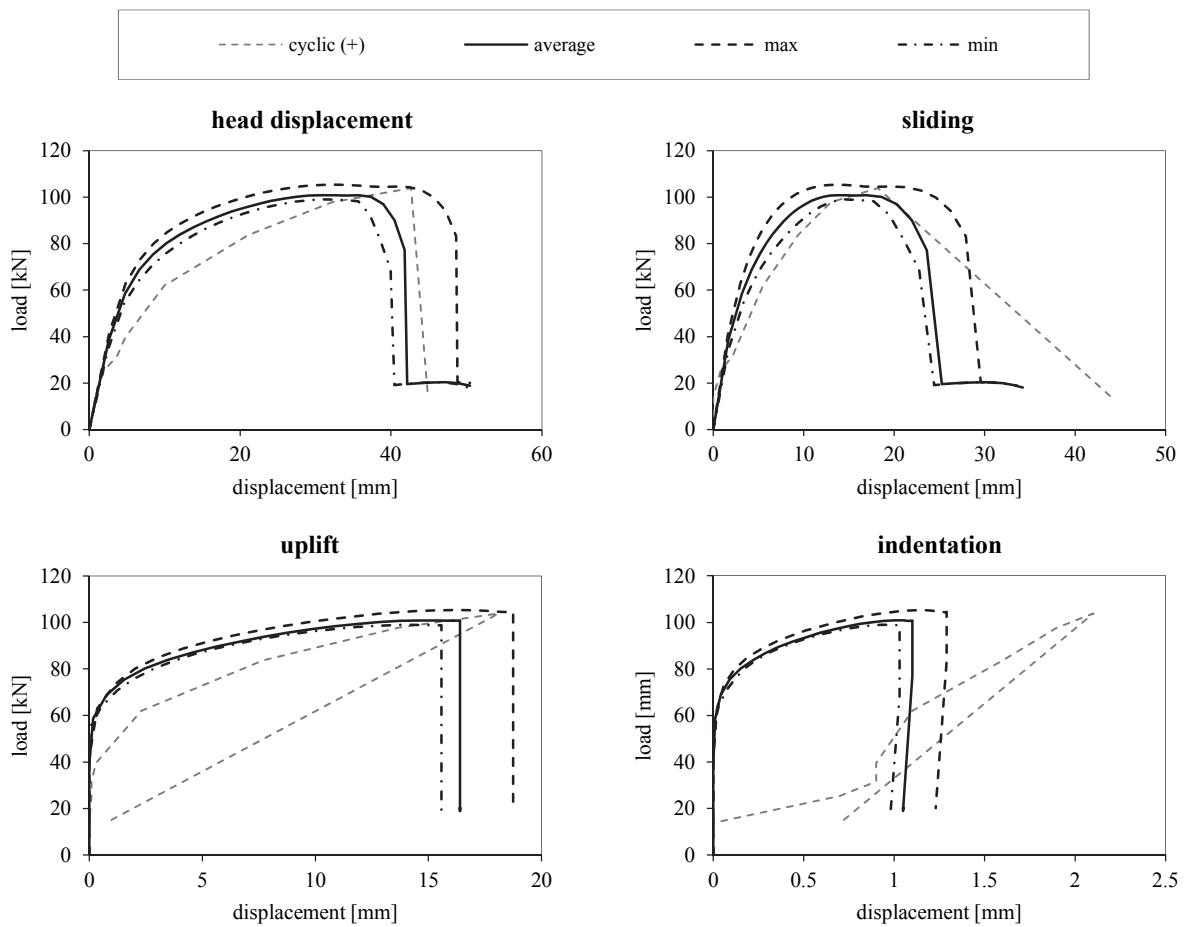 cyclic (+) average max min
head displacement
120
100
80
60
40
20
0
load [kN]
0 20 40 60
displacement [mm]
sliding
120
100
80
60
40
20
0
load [kN]
0 10 20 30 40 50
displacement [mm]
uplift
120
100
80
60
40
20
0
load [kN]
0 5 10 15 20
displacement [mm]
indentation
120
100
80
60
40
20
0
load [mm]
0 0.5 1 1.5 2 2.5
displacement [mm]